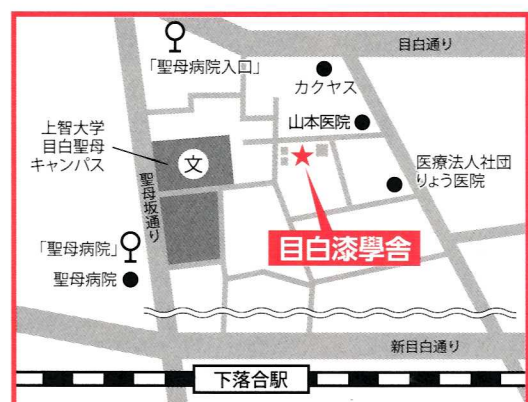 目白通り
「聖母病院入口」
カクヤス
山本医院
上智大学
目白聖母
キャンパス
文
医療法人社団
りょう医院
聖母坂通り
目白漆學舎
「聖母病院」
聖母病院
新目白通り
下落合駅